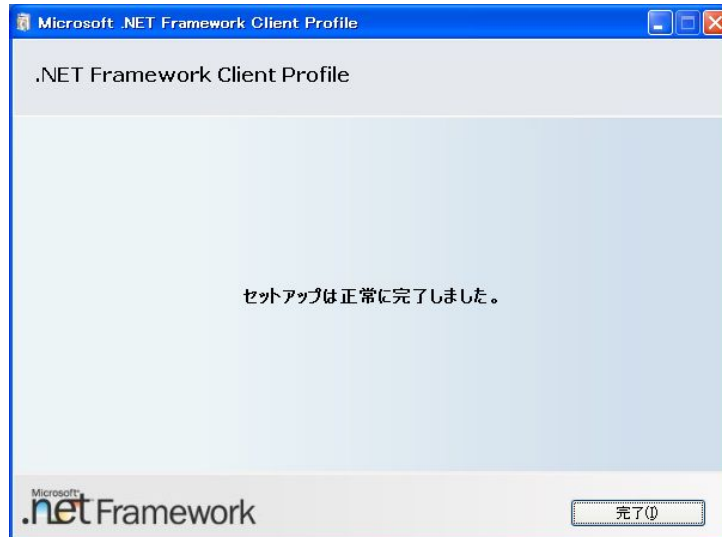 Microsoft .NET Framework Client Profile
.NET Framework Client Profile
セットアップは正常に完了しました。
Microsoft
.net Framework
完了(I)